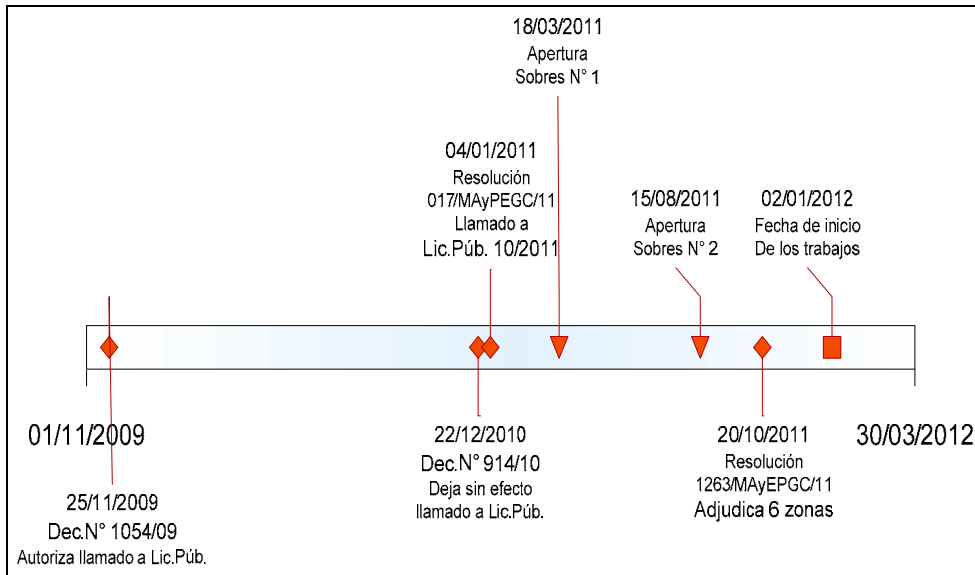 18/03/2011
Apertura
Sobres N° 1
04/01/2011
Resolución
017/MAyPEGC/11
Llamado a
Lic.Púb. 10/2011
15/08/2011
Apertura
Sobres N° 2
02/01/2012
Fecha de inicio
De los trabajos
01/11/2009
30/03/2012
25/11/2009
Dec.N° 1054/09
Autoriza llamado a Lic.Púb.
22/12/2010
Dec.N° 914/10
Deja sin efecto
llamado a Lic.Púb.
20/10/2011
Resolución
1263/MAyEPGC/11
Adjudica 6 zonas